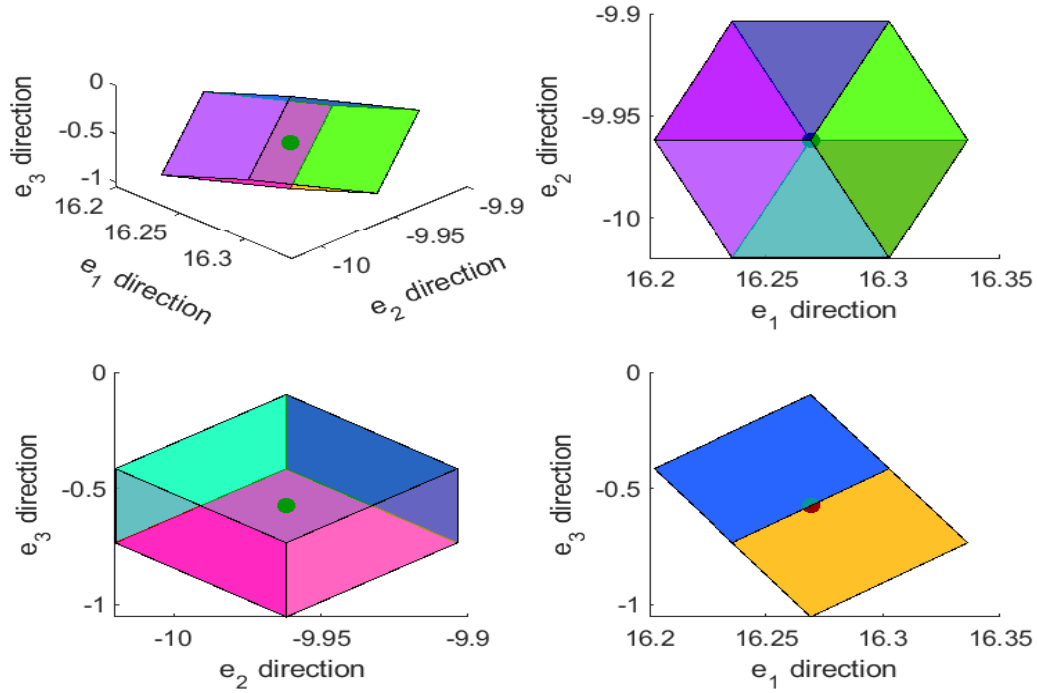 0
-0.5
-1
e3 direction
16.2
16.25
16.3
e1 direction
-9.9
-9.95
-10
e2 direction
-9.9
-9.95
-10
e2 direction
16.2 16.25 16.3 16.35
e1 direction
0
-0.5
-1
e3 direction
-10 -9.95 -9.9
e2 direction
0
-0.5
-1
e3 direction
16.2 16.25 16.3 16.35
e1 direction